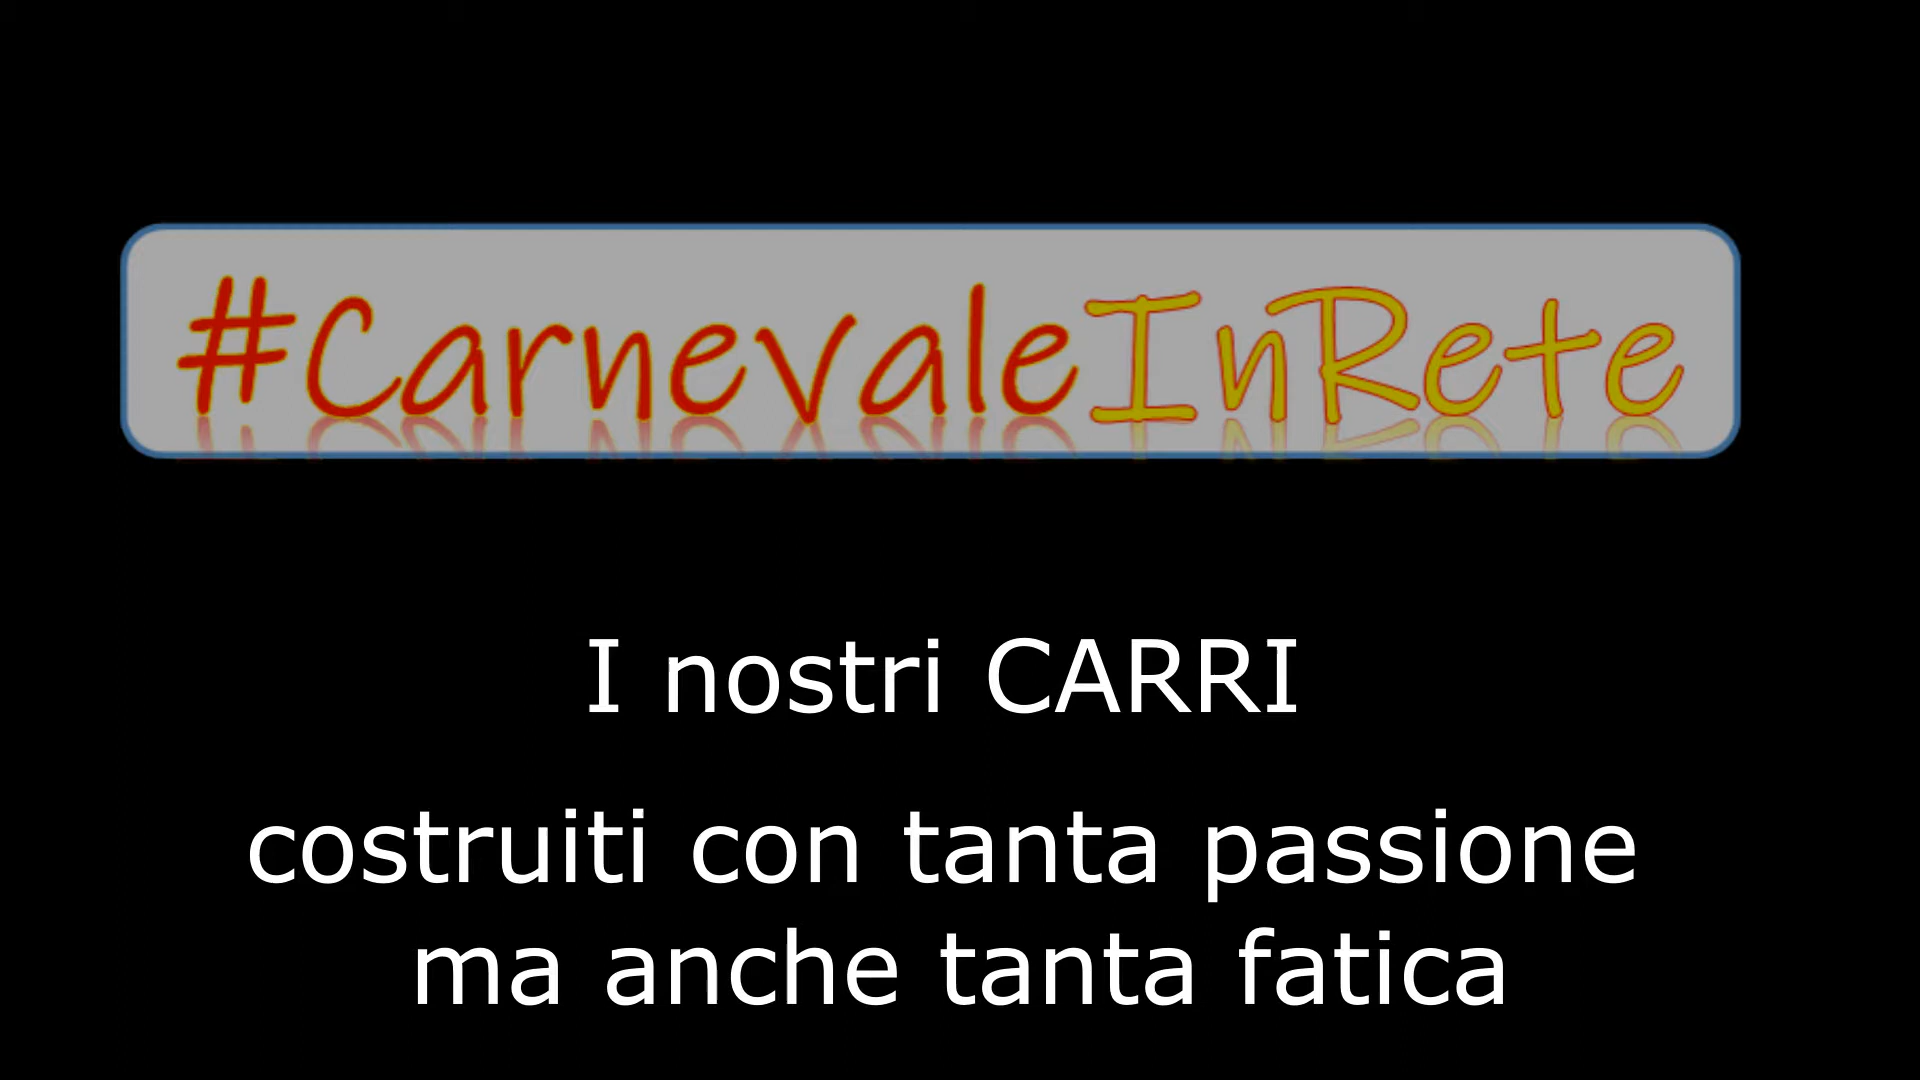 #CarnevaleInRete
I nostri CARRI
costruiti con tanta passione
ma anche tanta fatica